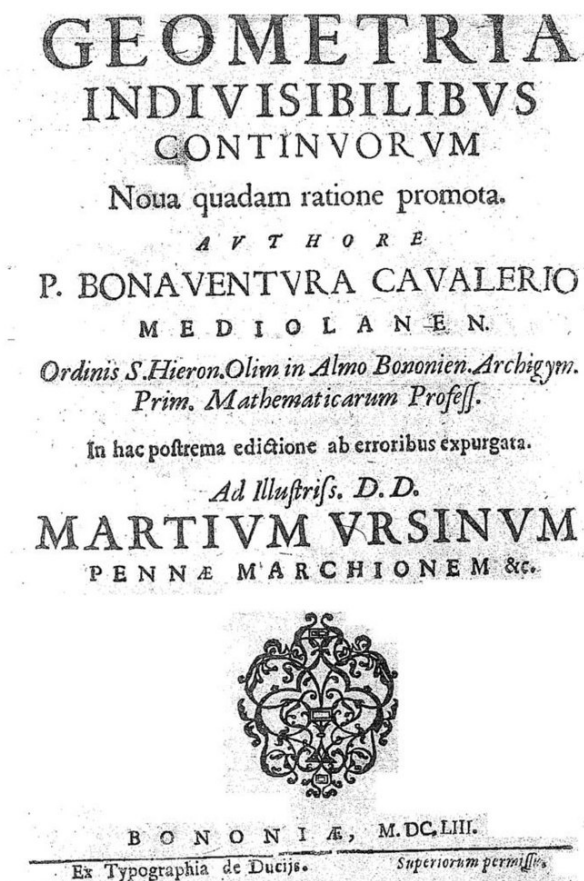 GEOMETRIA
INDIVISIBILIBVS
CONTINVORVM
Noua quadam ratione promota.
AVTHORE
P. BONAVENTVRA CAVALERIO
MEDIOLANEN.
Ordinis S.Hieron.Olim in Almo Bononien.Archigym.
Prim. Mathematicarum Profeſſ.
In hac poſtrema edictione ab erroribus expurgata.
Ad Illuſtriſs. D. D.
MARTIVM VRSINVM
PENNÆ MARCHIONEM &c.
BONONIÆ, M.DC.LIII.
Ex Typographia de Ducijs. Superiorum permiſſu.